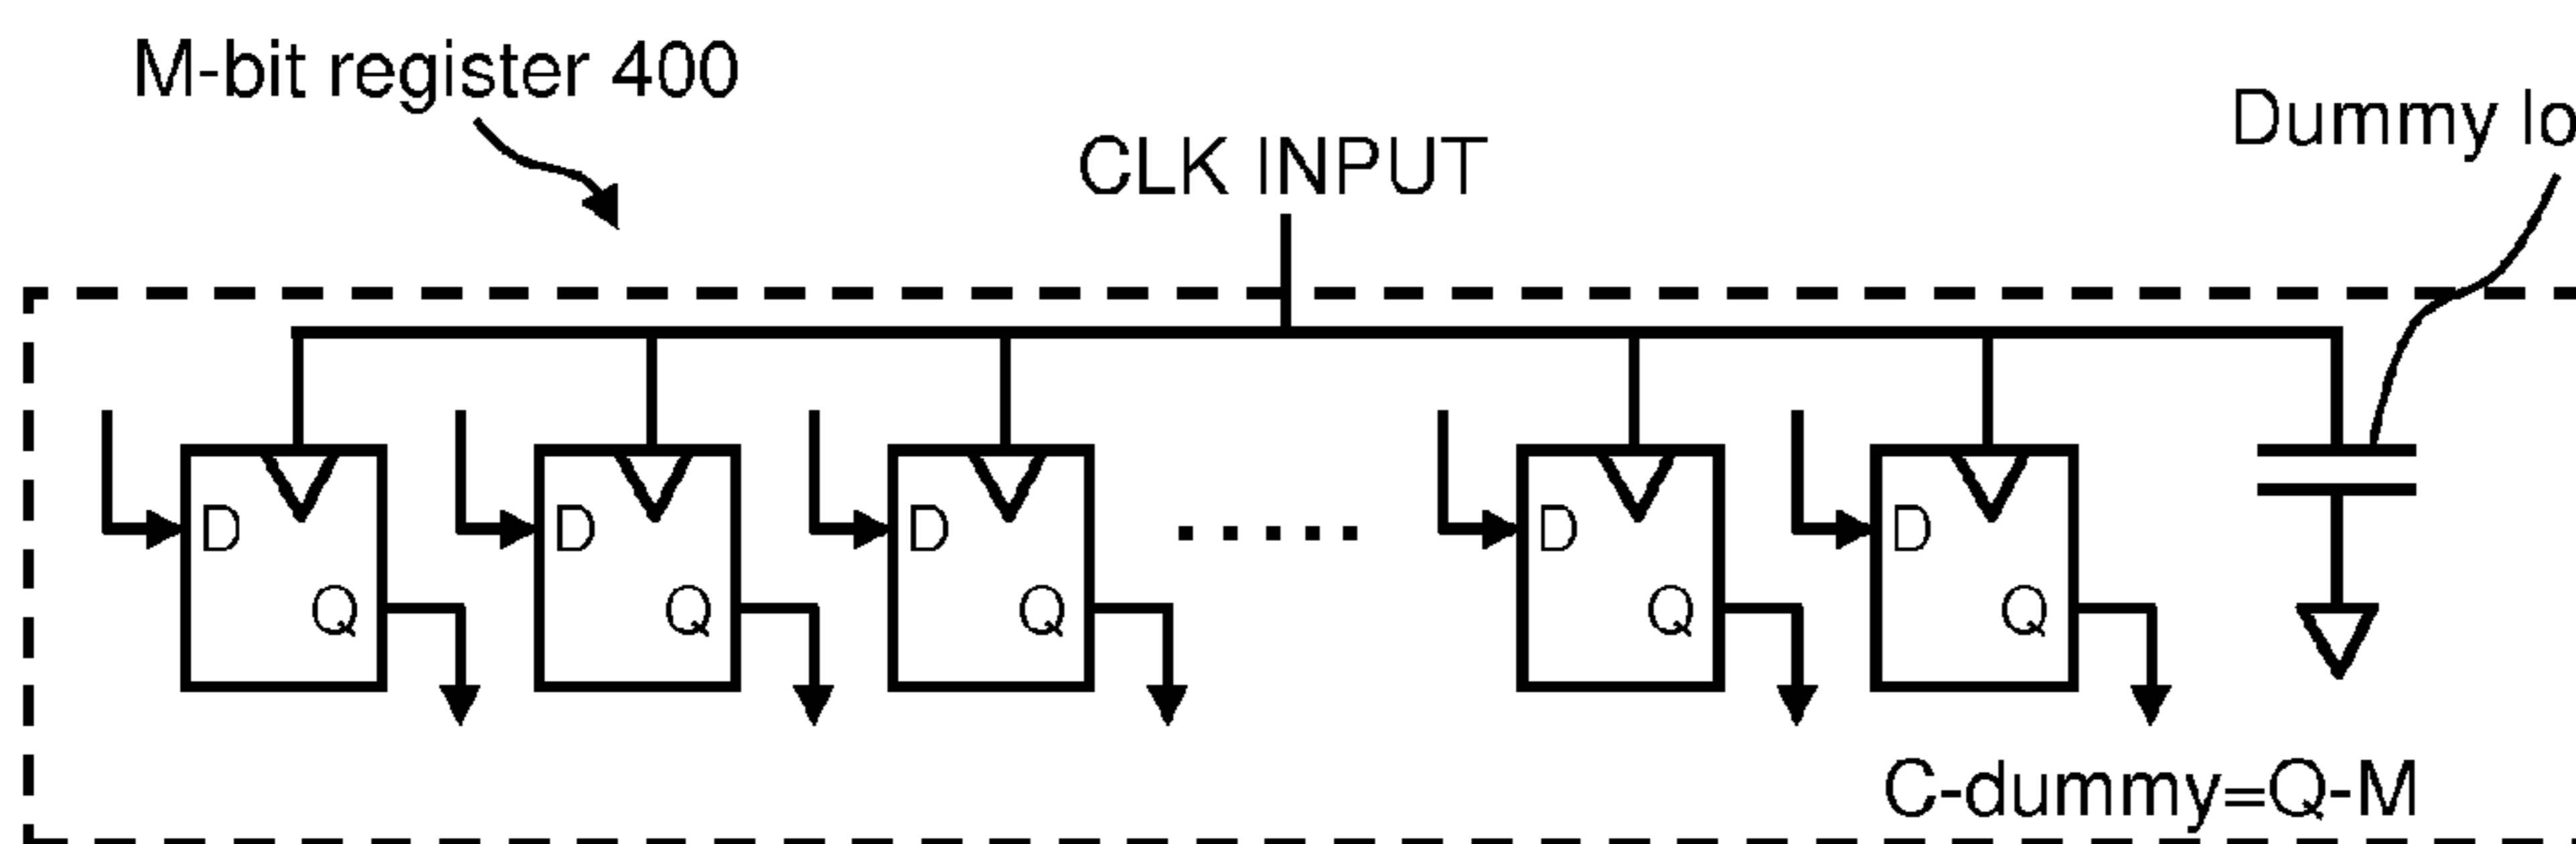 M-bit register 400
Dummy lo
CLK INPUT
D D D ..... D D
Q Q Q Q Q
C-dummy=Q-M